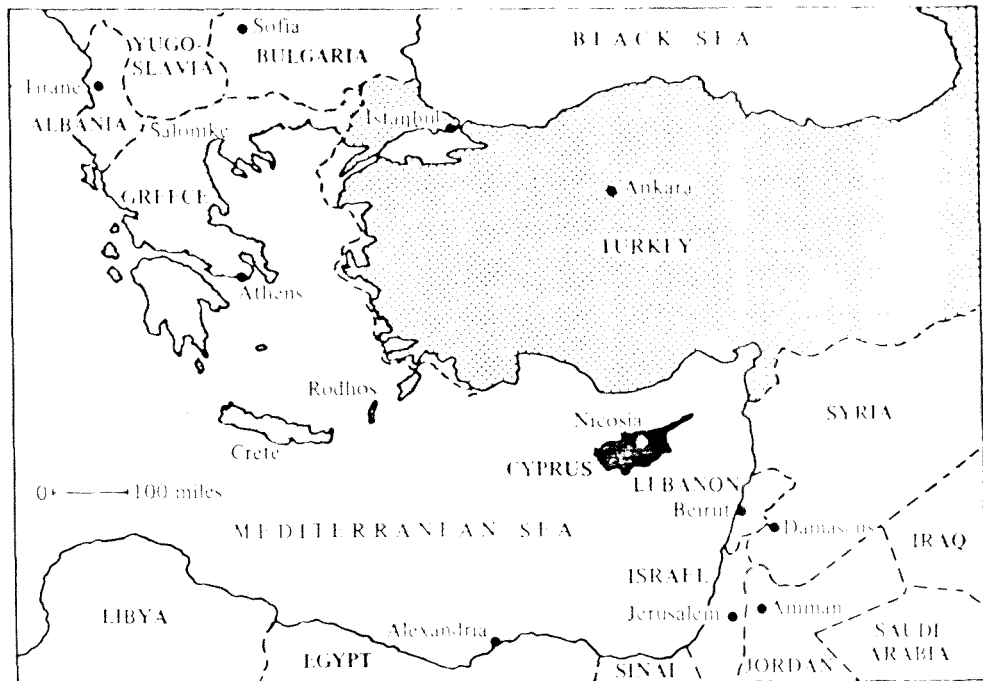 Sofia
YUGO-
SLAVIA
BULGARIA
BLACK SEA
Tirane
ALBANIA
Salonike
Istanbul
Ankara
GREECE
TURKEY
Athens
Rodhos
Crete
Nicosia
CYPRUS
SYRIA
LEBANON
Beirut
Damascus
0 100 miles
MEDITERRANEAN SEA
IRAQ
ISRAEL
Jerusalem
Amman
LIBYA
Alexandria
EGYPT
SINAI
JORDAN
SAUDI
ARABIA